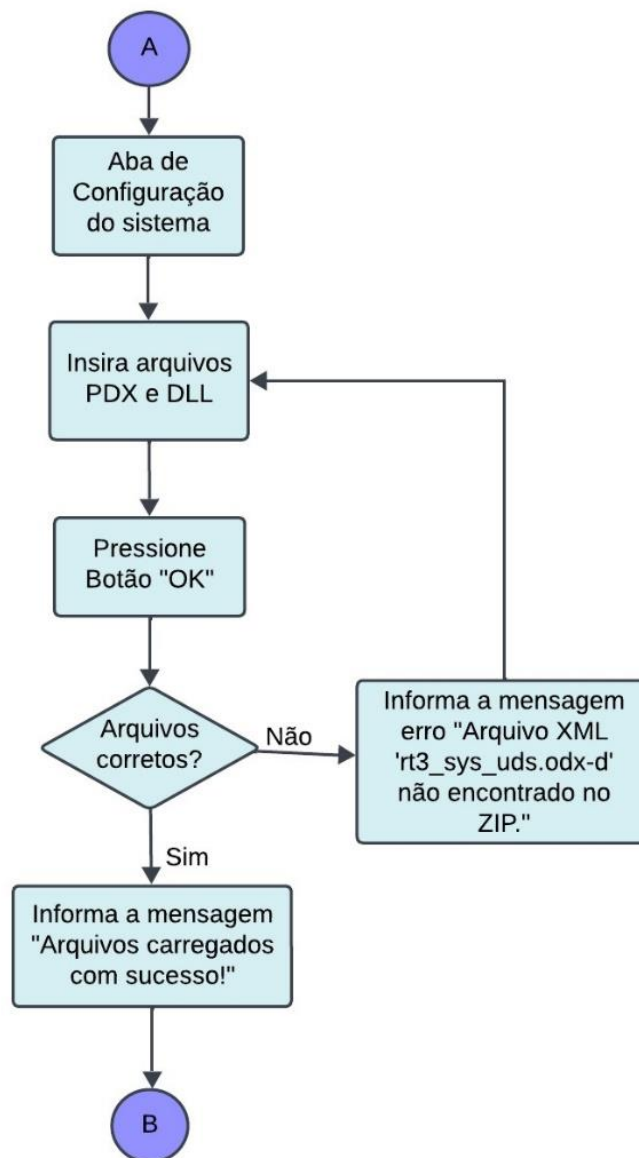 A
Aba de
Configuração
do sistema
Insira arquivos
PDX e DLL
Pressione
Botão "OK"
Arquivos
corretos?
Não
Informa a mensagem
erro "Arquivo XML
'rt3_sys_uds.odx-d'
não encontrado no
ZIP."
Sim
Informa a mensagem
"Arquivos carregados
com sucesso!"
B